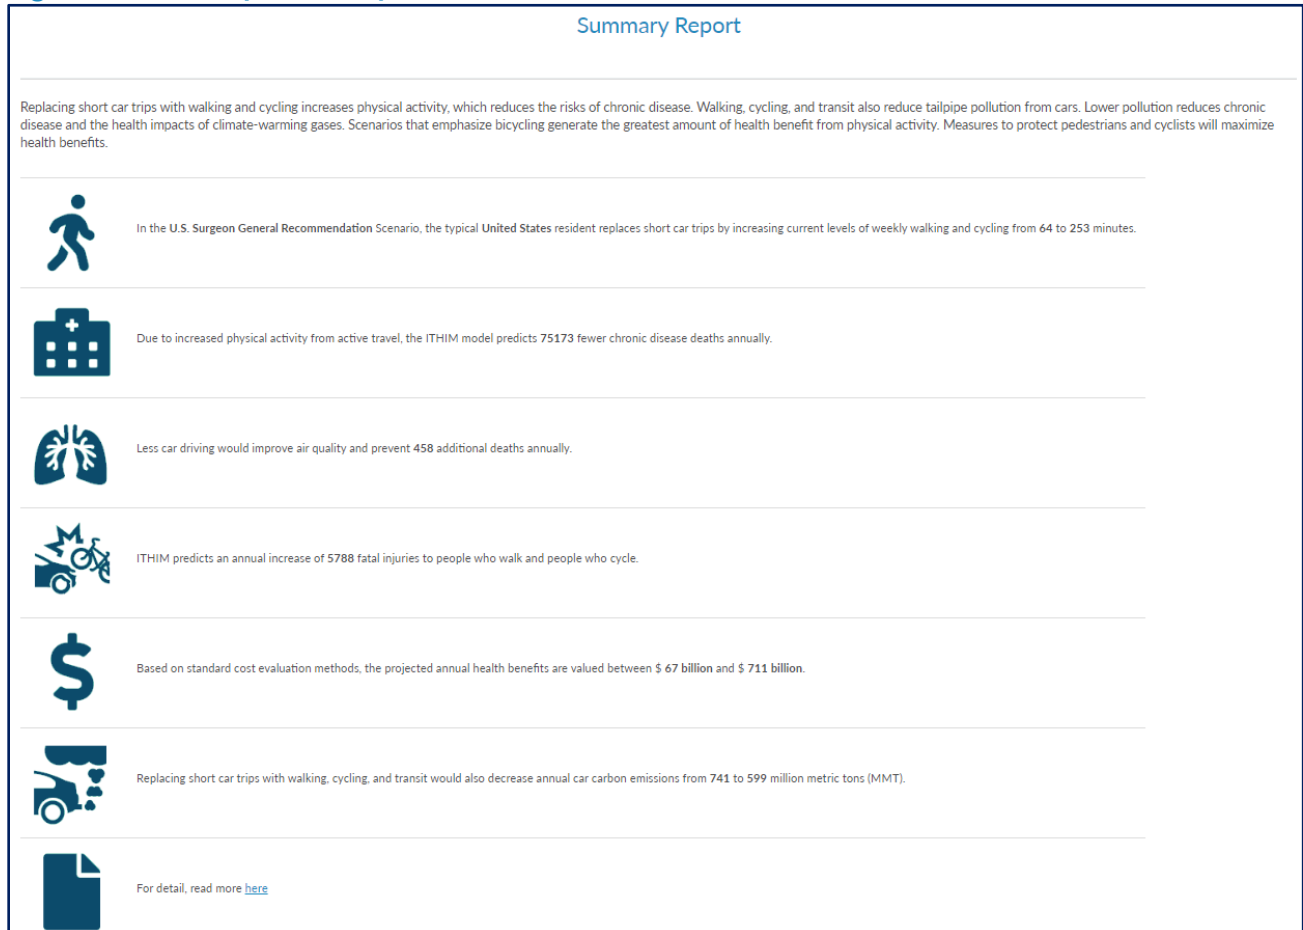 Summary Report
Replacing short car trips with walking and cycling increases physical activity, which reduces the risks of chronic disease. Walking, cycling, and transit also reduce tailpipe pollution from cars. Lower pollution reduces chronic
disease and the health impacts of climate-warming gases. Scenarios that emphasize bicycling generate the greatest amount of health benefit from physical activity. Measures to protect pedestrians and cyclists will maximize
health benefits.
In the U.S. Surgeon General Recommendation Scenario, the typical United States resident replaces short car trips by increasing current levels of weekly walking and cycling from 64 to 253 minutes.
Due to increased physical activity from active travel, the ITHIM model predicts 75173 fewer chronic disease deaths annually.
Less car driving would improve air quality and prevent 458 additional deaths annually.
ITHIM predicts an annual increase of 5788 fatal injuries to people who walk and people who cycle.
Based on standard cost evaluation methods, the projected annual health benefits are valued between $ 67 billion and $ 711 billion.
Replacing short car trips with walking, cycling, and transit would also decrease annual car carbon emissions from 741 to 599 million metric tons (MMT).
For detail, read more here